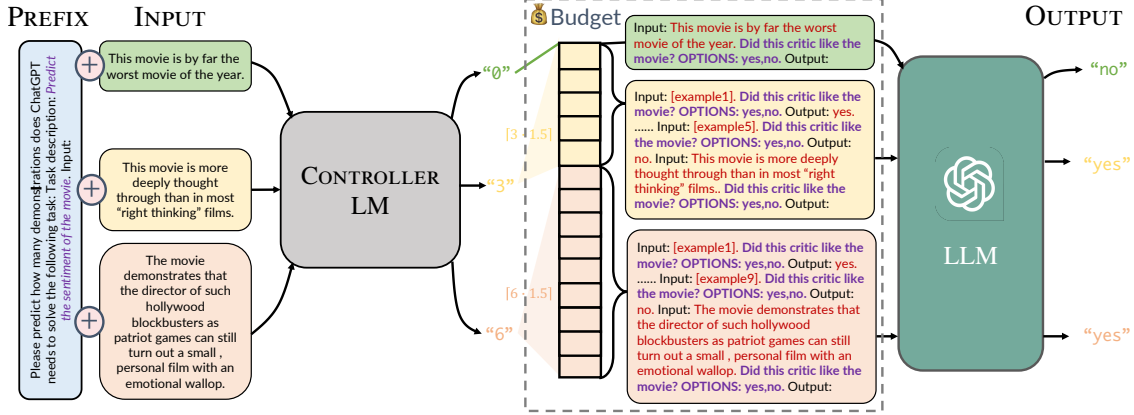 PREFIX
INPUT
Budget
OUTPUT
Please predict how many demonstrations does ChatGPT
needs to solve the following task: Task description: Predict
the sentiment of the movie. Input:
This movie is by far the
worst movie of the year.
This movie is more
deeply thought
through than in most
“right thinking” films.
The movie
demonstrates that
the director of such
hollywood
blockbusters as
patriot games can still
turn out a small ,
personal film with an
emotional wallop.
CONTROLLER
LM
“0”
“3”
“6”
⌈3 · 1.5⌉
⌈6 · 1.5⌉
Input: This movie is by far the worst
movie of the year. Did this critic like the
movie? OPTIONS: yes,no. Output:
Input: [example1]. Did this critic like the
movie? OPTIONS: yes,no. Output: yes.
...... Input: [example5]. Did this critic like
the movie? OPTIONS: yes,no. Output:
no. Input: This movie is more deeply
thought through than in most “right
thinking” films.. Did this critic like the
movie? OPTIONS: yes,no. Output:
Input: [example1]. Did this critic like the
movie? OPTIONS: yes,no. Output: yes.
...... Input: [example9]. Did this critic like
the movie? OPTIONS: yes,no. Output:
no. Input: The movie demonstrates that
the director of such hollywood
blockbusters as patriot games can still
turn out a small , personal film with an
emotional wallop. Did this critic like the
movie? OPTIONS: yes,no. Output:
LLM
“no”
“yes”
“yes”